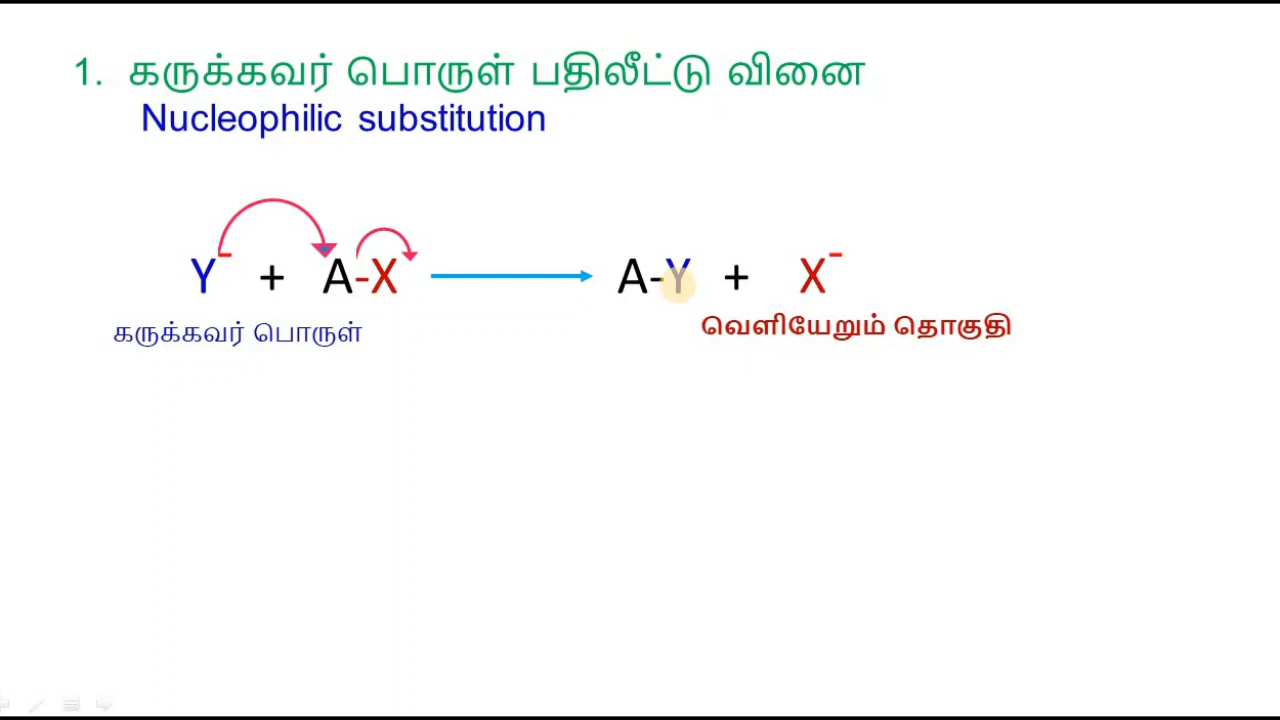 1. கருக்கவர் பொருள் பதிலீட்டு வினை
Nucleophilic substitution
Y⁻ + A-X → A-Y + X⁻
கருக்கவர் பொருள் வெளியேறும் தொகுதி